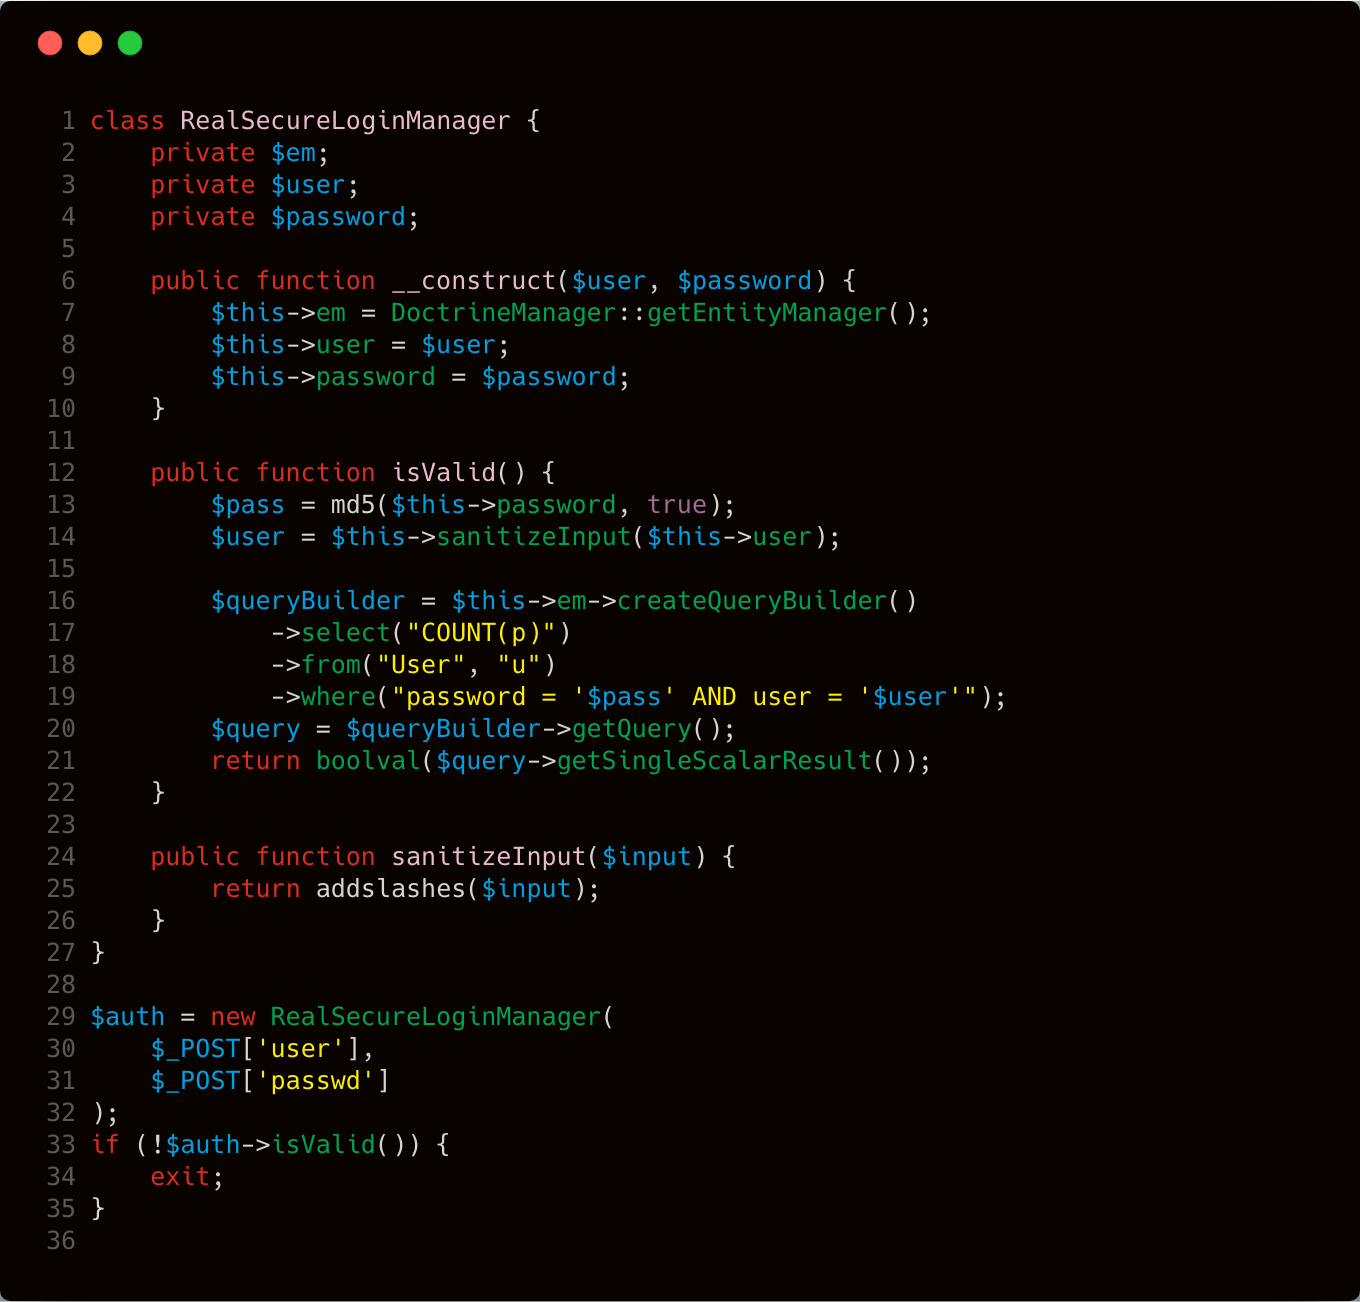 1 class RealSecureLoginManager {
2     private $em;
3     private $user;
4     private $password;
5
6     public function __construct($user, $password) {
7         $this->em = DoctrineManager::getEntityManager();
8         $this->user = $user;
9         $this->password = $password;
10     }
11
12     public function isValid() {
13         $pass = md5($this->password, true);
14         $user = $this->sanitizeInput($this->user);
15
16         $queryBuilder = $this->em->createQueryBuilder()
17             ->select("COUNT(p)")
18             ->from("User", "u")
19             ->where("password = '$pass' AND user = '$user'");
20         $query = $queryBuilder->getQuery();
21         return boolval($query->getSingleScalarResult());
22     }
23
24     public function sanitizeInput($input) {
25         return addslashes($input);
26     }
27 }
28
29 $auth = new RealSecureLoginManager(
30     $_POST['user'],
31     $_POST['passwd']
32 );
33 if (!$auth->isValid()) {
34     exit;
35 }
36